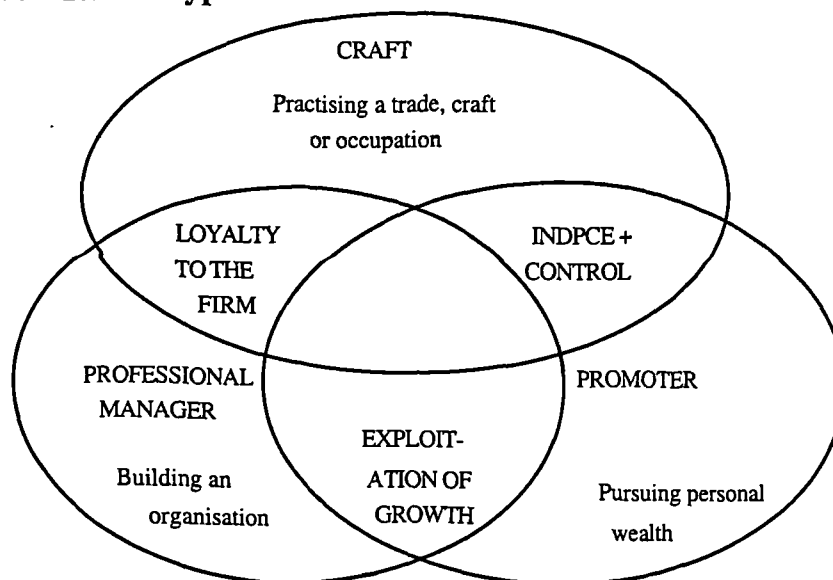 CRAFT
Practising a trade, craft
or occupation
LOYALTY
TO THE
FIRM
INDPCE +
CONTROL
PROFESSIONAL
MANAGER
PROMOTER
EXPLOIT-
ATION OF
GROWTH
Building an
organisation
Pursuing personal
wealth